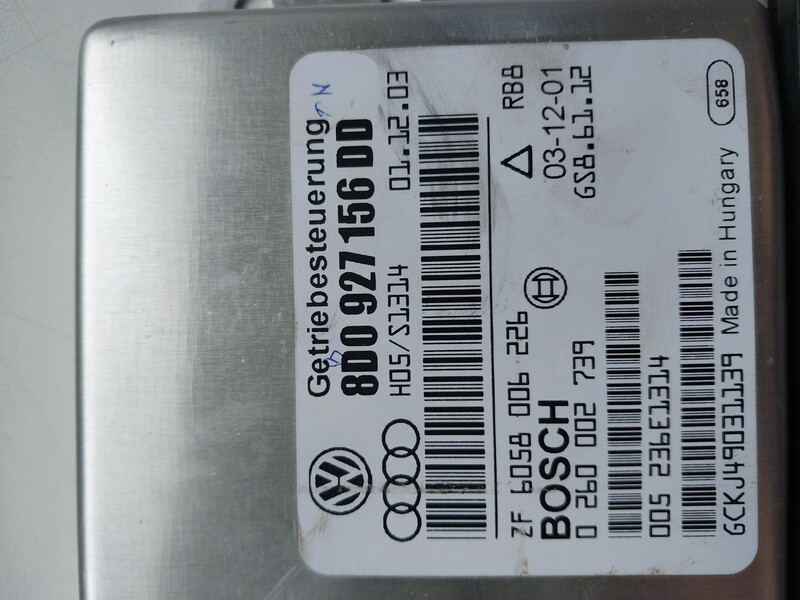 Getriebesteuerung
8D0 927 156 DD
H05/S1314 01.12.03
ZF 6058 006 226
BOSCH
0 260 002 739
RB8
03-12-01
GS8.61.12
005 236E1314
GCKJ49031139 Made in Hungary
658